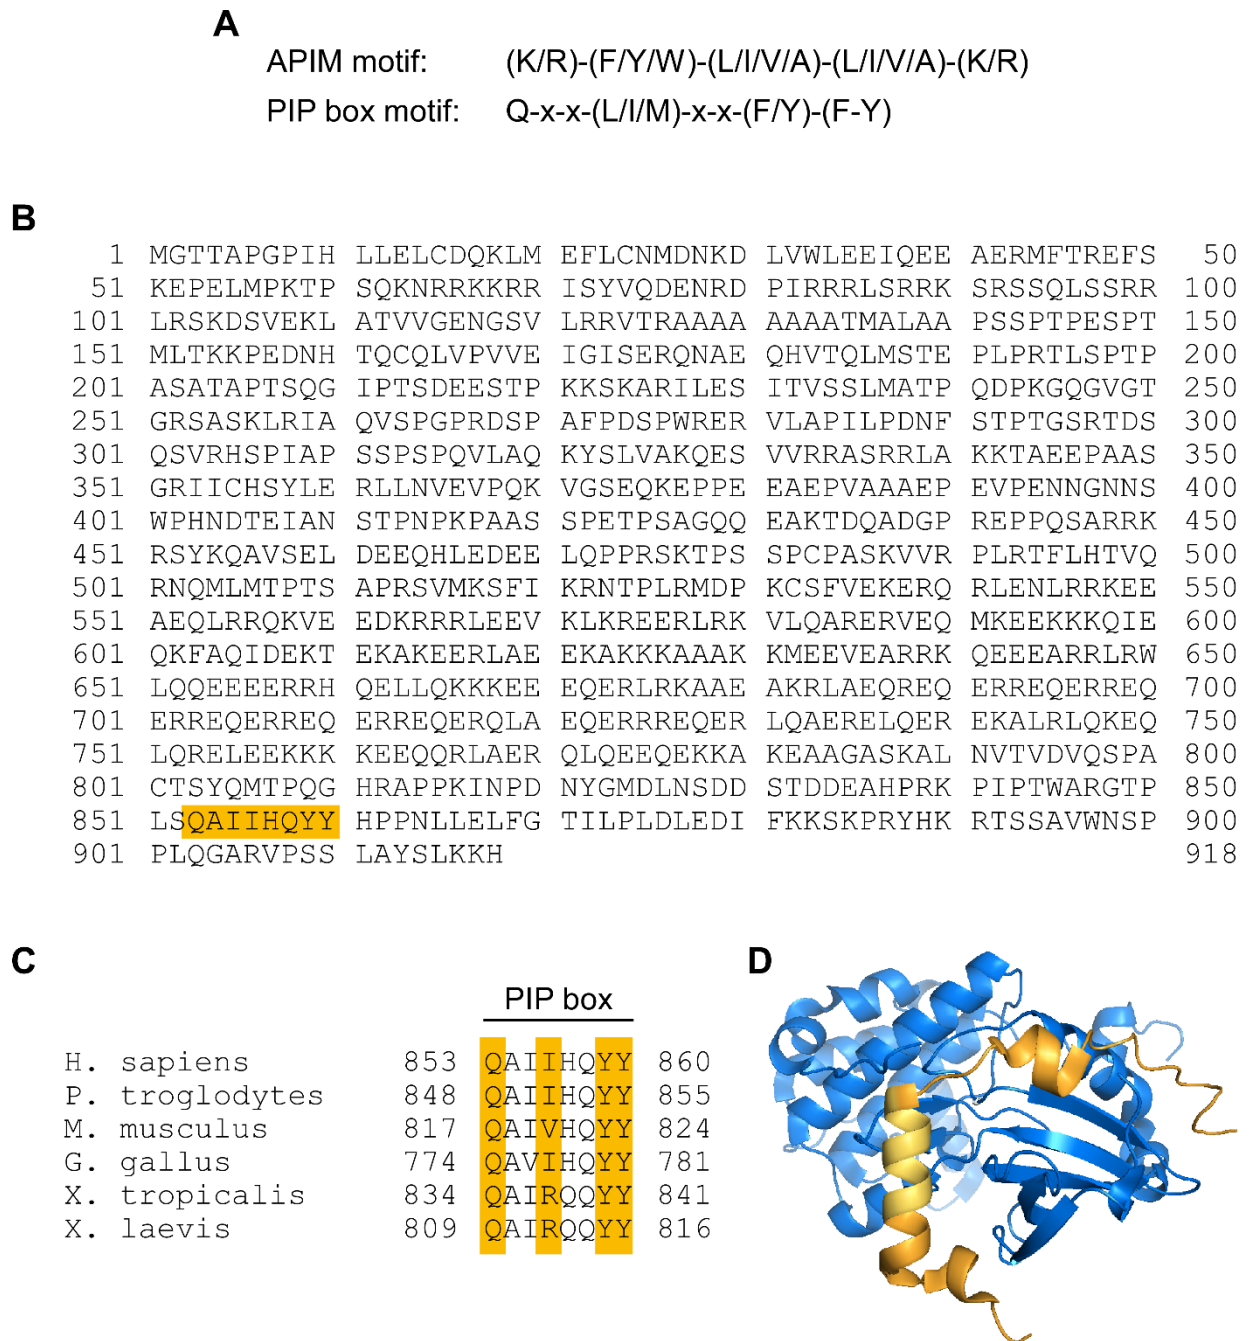 A
APIM motif: (K/R)-(F/Y/W)-(L/I/V/A)-(L/I/V/A)-(K/R)
PIP box motif: Q-x-x-(L/I/M)-x-x-(F/Y)-(F-Y)
B
1 MGTTAPGPIH LLELCDQKLM EFLCNMDNKD LVWLEEIQEE AERMFTREFS 50
51 KEPELMPKTP SQKNRRKKRR ISYVQDENRD PIRRRLSRRK SRSSQLSSRR 100
101 LRSKDSVEKL ATVVGENGSV LRRVTRAAAA AAAATMALAA PSSPTPESPT 150
151 MLTKKPEDNH TQCQLVPVVE IGISERQNAE QHVTQLMSTE PLPRTLSPTP 200
201 ASATAPTSQG IPTSDEESTP KKSKARILES ITVSSLMATP QDPKGQGVGT 250
251 GRSASKLRIA QVSPGPRDSP AFPDSPWRER VLAPILPDNF STPTGSRTDS 300
301 QSVRHSPIAP SSPSPQVLAQ KYSLVAKQES VVRRASRRLA KKTAEEPAAS 350
351 GRIICHSYLE RLLNVEVPQK VGSEQKEPPE EAEPVAAAEP EVPENNGNNS 400
401 WPHNDTEIAN STPNPKPAAS SPETPSAGQQ EAKTDQADGP REPPQSARRK 450
451 RSYKQAVSEL DEEQHLEDEE LQPPRSKTPS SPCPASKVVR PLRTFLHTVQ 500
501 RNQMLMTPTS APRSVMKSFI KRNTPLRMDP KCSFVEKERQ RLENLRRKEE 550
551 AEQLRRQKVE EDKRRRLEEV KLKREERLRK VLQARERVEQ MKEEKKKQIE 600
601 QKFAQIDEKT EKAKEERLAE EKAKKKAAAK KMEEVEARRK QEEEARRLRW 650
651 LQQEEEERRH QELLQKKKEE EQERLRKAAE AKRLAEQREQ ERREQERREQ 700
701 ERREQERREQ ERREQERQLA EQERRREQER LQAERELQER EKALRLQKEQ 750
751 LQRELEEKKK KEEQQRLAER QLQEEQEKKA KEAAGASKAL NVTVDVQSPA 800
801 CTSYQMTPQG HRAPPKINPD NYGMDLNSDD STDDEAHPRK PIPTWARGTP 850
851 LSQAIIHQYY HPPNLLELFG TILPLDLEDI FKKSKPRYHK RTSSAVWNSP 900
901 PLQGARVPSS LAYSLKKH 918
C
D
PIP box
H. sapiens 853 QAIIHQYY 860
P. troglodytes 848 QAIIHQYY 855
M. musculus 817 QAIVHQYY 824
G. gallus 774 QAVIHQYY 781
X. tropicalis 834 QAIRQQYY 841
X. laevis 809 QAIRQQYY 816